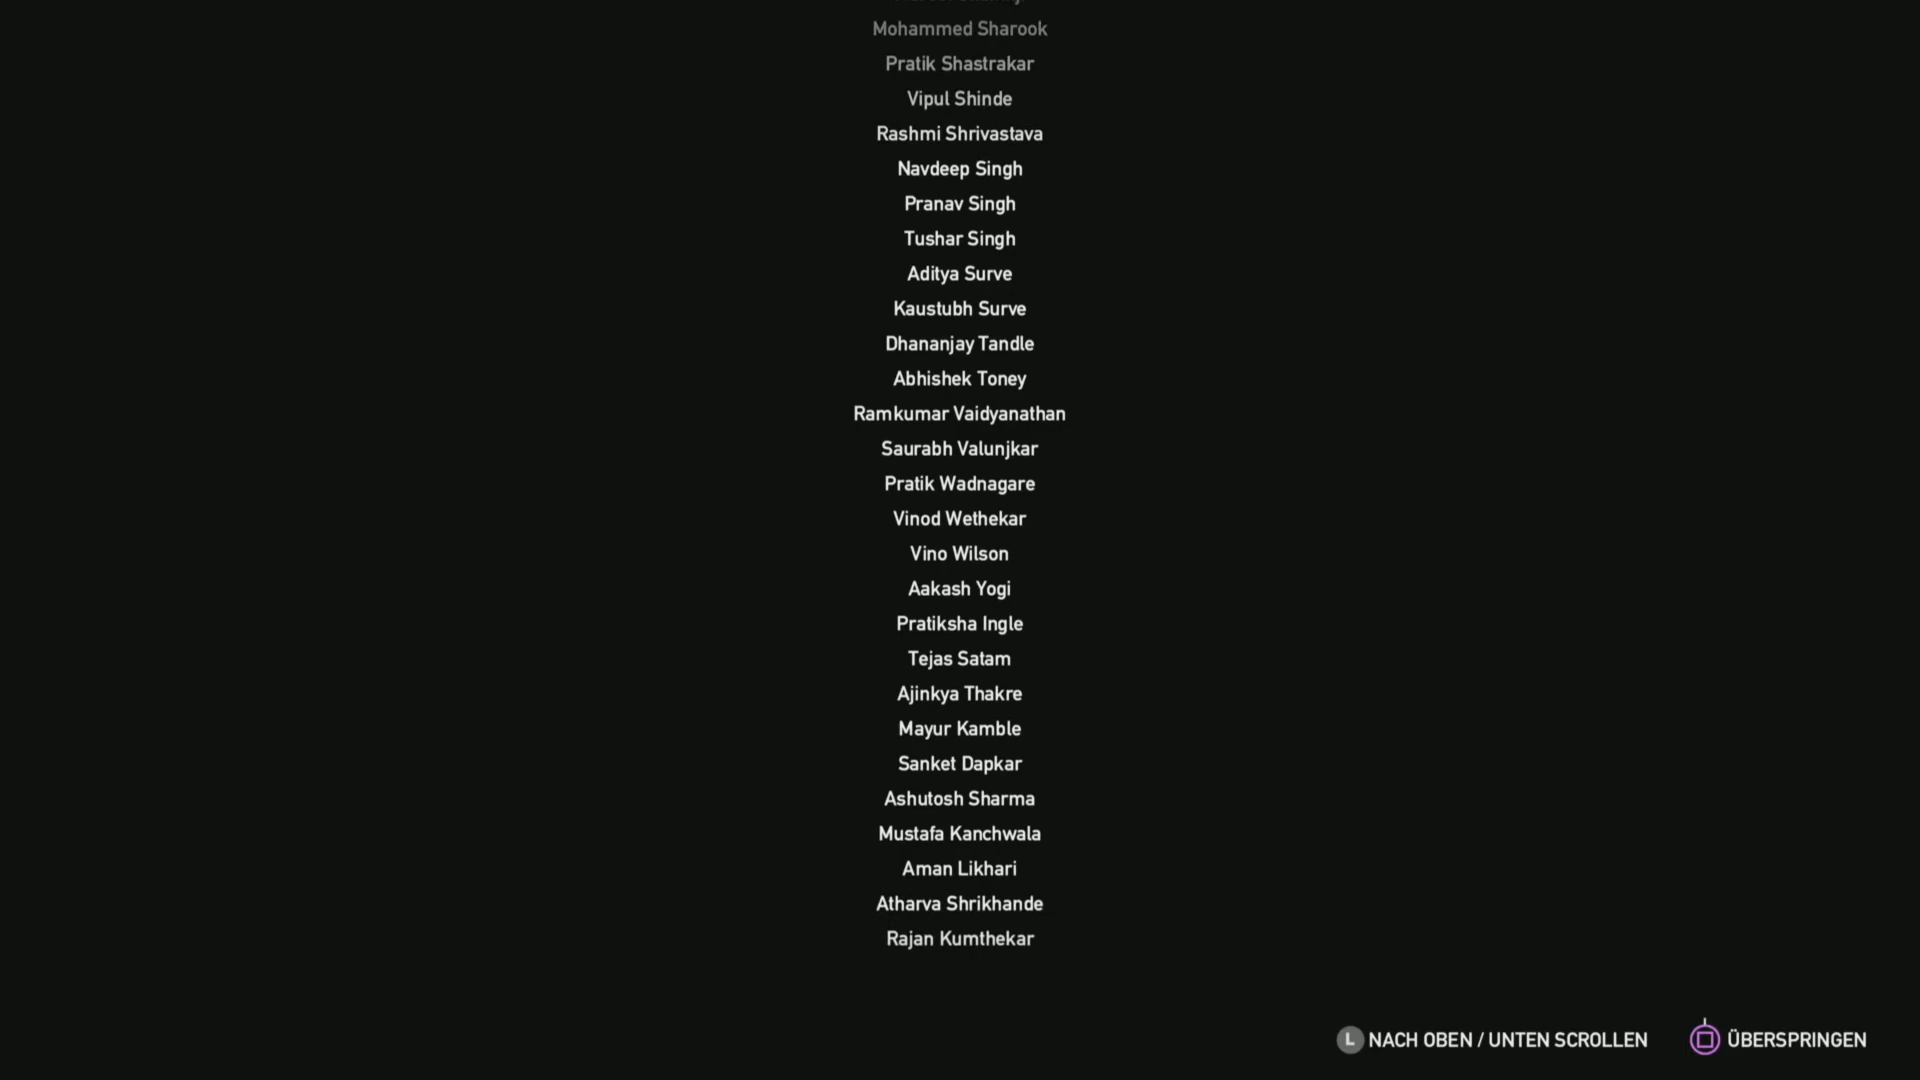 Mohammed Sharook
Pratik Shastrakar
Vipul Shinde
Rashmi Shrivastava
Navdeep Singh
Pranav Singh
Tushar Singh
Aditya Surve
Kaustubh Surve
Dhananjay Tandle
Abhishek Toney
Ramkumar Vaidyanathan
Saurabh Valunjkar
Pratik Wadnagare
Vinod Wethekar
Vino Wilson
Aakash Yogi
Pratiksha Ingle
Tejas Satam
Ajinkya Thakre
Mayur Kamble
Sanket Dapkar
Ashutosh Sharma
Mustafa Kanchwala
Aman Likhari
Atharva Shrikhande
Rajan Kumthekar
L NACH OBEN / UNTEN SCROLLEN ÜBERSPRINGEN